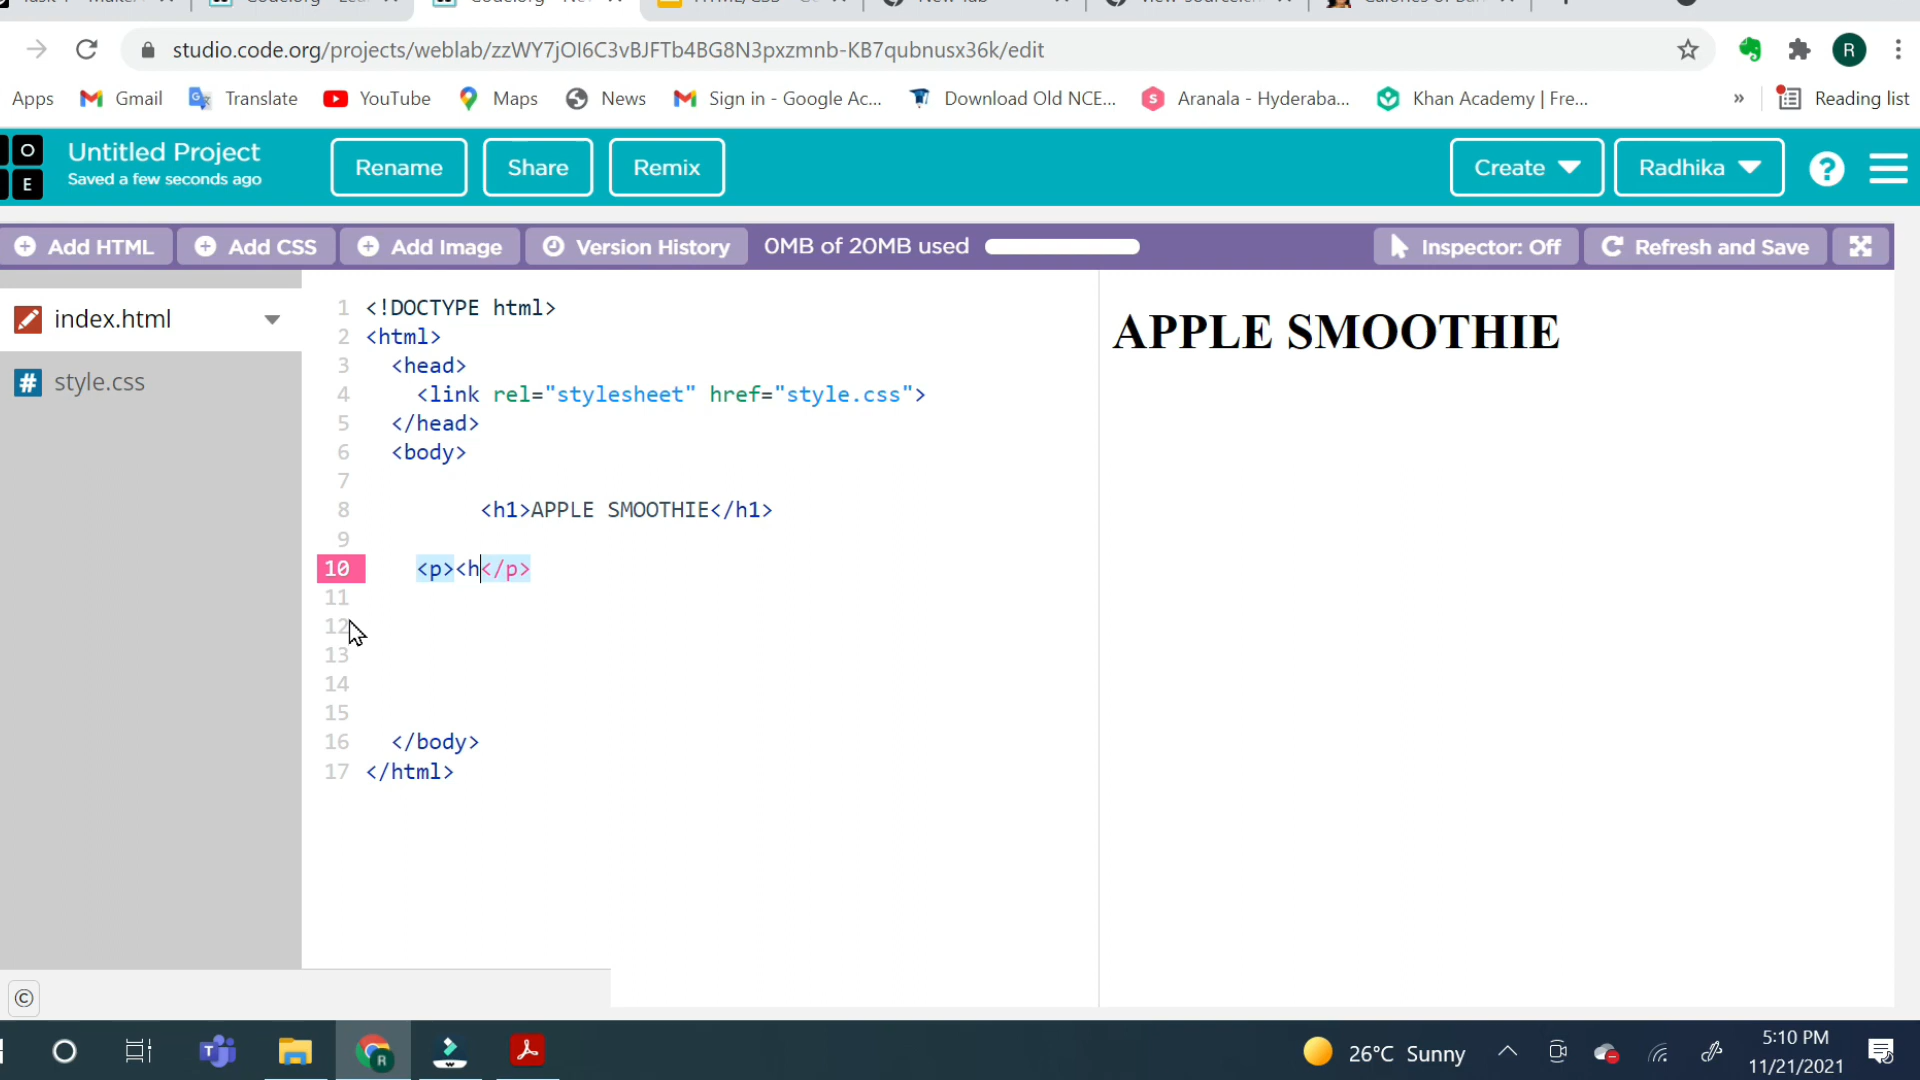 studio.code.org/projects/weblab/zzWY7jOI6C3vBJFTb4BG8N3pxzmnb-KB7qubnusx36k/edit
R
Apps Gmail Translate YouTube Maps News Sign in - Google Ac... Download Old NCE... Aranala - Hyderaba... Khan Academy | Fre... » Reading list
O
E
Untitled Project
Saved a few seconds ago
Rename Share Remix Create Radhika ?
Add HTML Add CSS Add Image Version History 0MB of 20MB used Inspector: Off Refresh and Save
index.html
# style.css
1 <!DOCTYPE html>
2 <html>
3 <head>
4 <link rel="stylesheet" href="style.css">
5 </head>
6 <body>
7
8 <h1>APPLE SMOOTHIE</h1>
9
10 <p><h</p>
11
12
13
14
15
16 </body>
17 </html>
APPLE SMOOTHIE
©
26°C Sunny
5:10 PM
11/21/2021